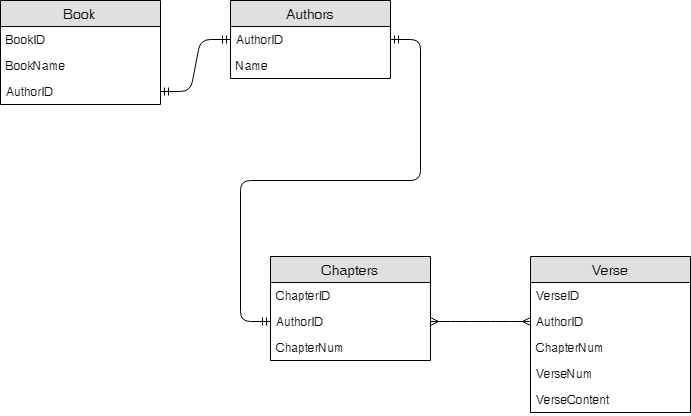 Book
BookID
BookName
AuthorID
Authors
AuthorID
Name
Chapters
ChapterID
AuthorID
ChapterNum
Verse
VerseID
AuthorID
ChapterNum
VerseNum
VerseContent